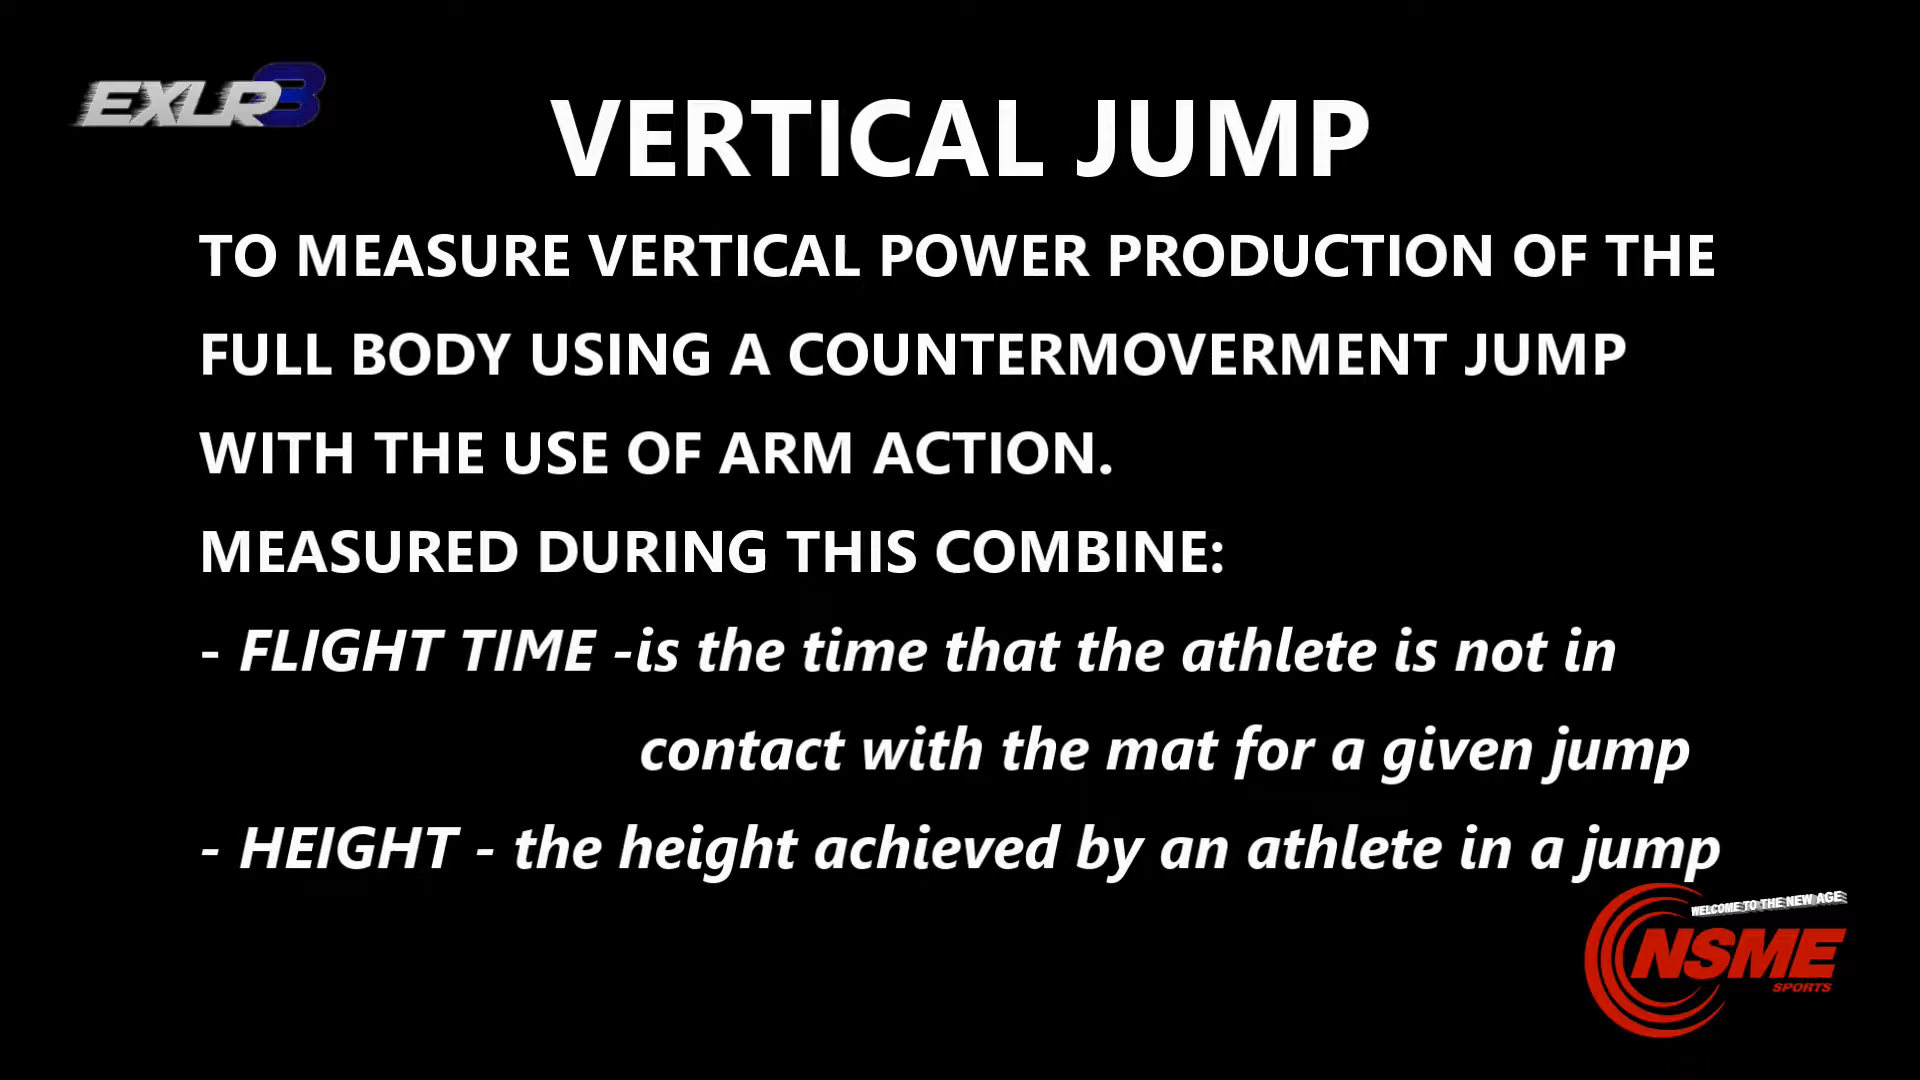 EXLR3
VERTICAL JUMP
TO MEASURE VERTICAL POWER PRODUCTION OF THE
FULL BODY USING A COUNTERMOVERMENT JUMP
WITH THE USE OF ARM ACTION.
MEASURED DURING THIS COMBINE:
- FLIGHT TIME -is the time that the athlete is not in
contact with the mat for a given jump
- HEIGHT - the height achieved by an athlete in a jump
WELCOME TO THE NEW AGE
NSME
SPORTS